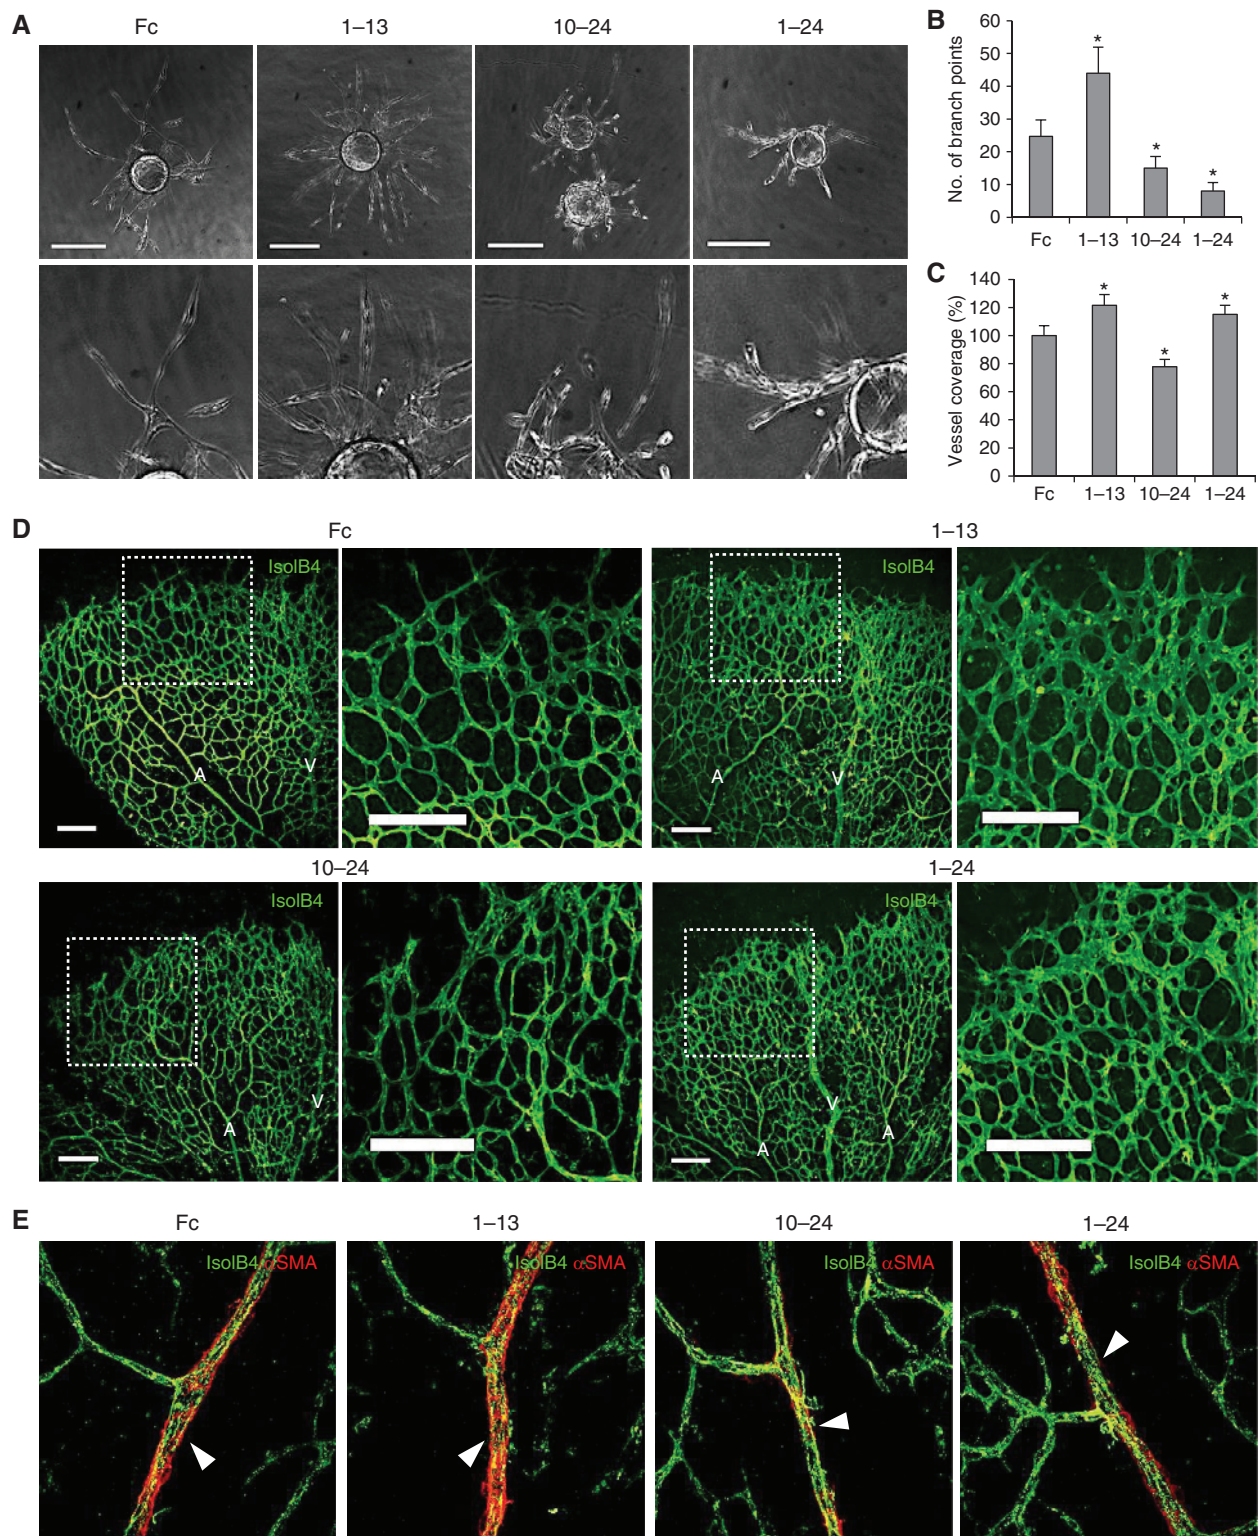 A
Fc
1–13
10–24
1–24
B
No. of branch points
60
50
40
30
20
10
0
*
*
*
Fc
1–13
10–24
1–24
C
Vessel coverage (%)
140
120
100
80
60
40
20
0
*
*
*
Fc
1–13
10–24
1–24
D
Fc
1–13
IsolB4
A
V
IsolB4
A
V
10–24
1–24
IsolB4
A
V
IsolB4
A
V
A
E
Fc
1–13
10–24
1–24
IsolB4 αSMA
IsolB4 αSMA
IsolB4 αSMA
IsolB4 αSMA